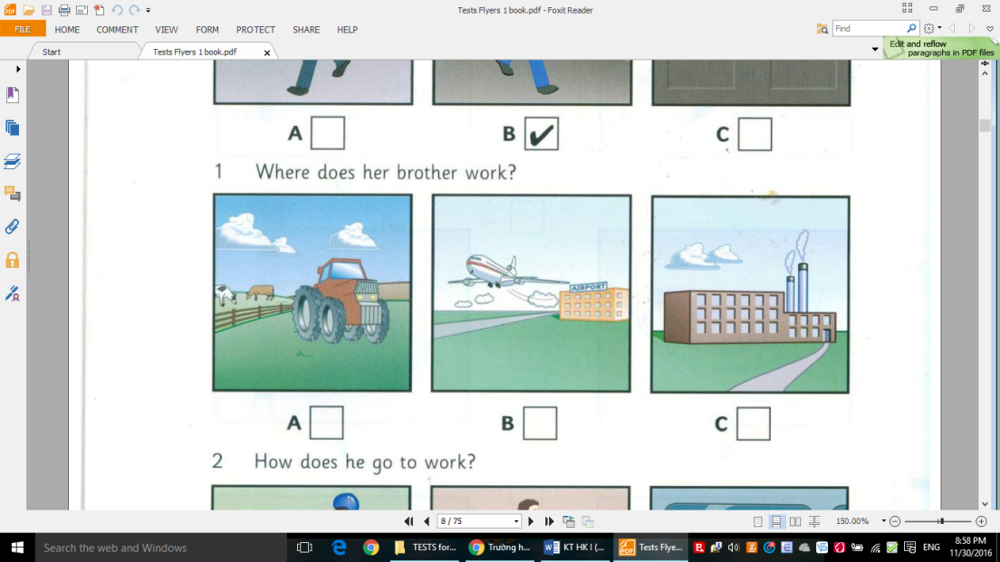 Tests Flyers 1 book.pdf - Foxit Reader
FILE HOME COMMENT VIEW FORM PROTECT SHARE HELP
Find
Edit and reflow
paragraphs in PDF files
Start Tests Flyers 1 book.pdf
A B C
1 Where does her brother work?
AIRPORT
A B C
2 How does he go to work?
8 / 75
150.00%
Search the web and Windows
TESTS for... Trường h... KT HK I (... Tests Flye...
ENG
8:58 PM
11/30/2016